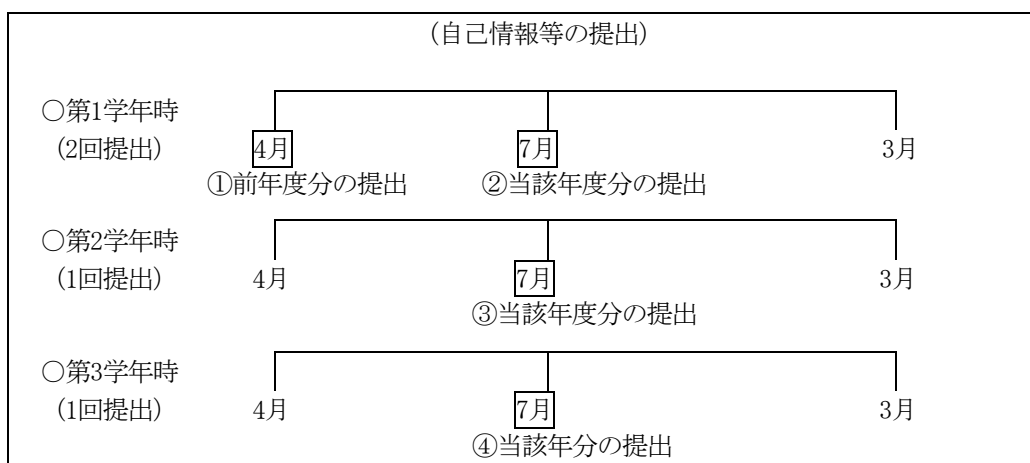 (自己情報等の提出)
○第1学年時
(2回提出) 4月 7月 3月
①前年度分の提出 ②当該年度分の提出
○第2学年時
(1回提出) 4月 7月 3月
③当該年度分の提出
○第3学年時
(1回提出) 4月 7月 3月
④当該年分の提出